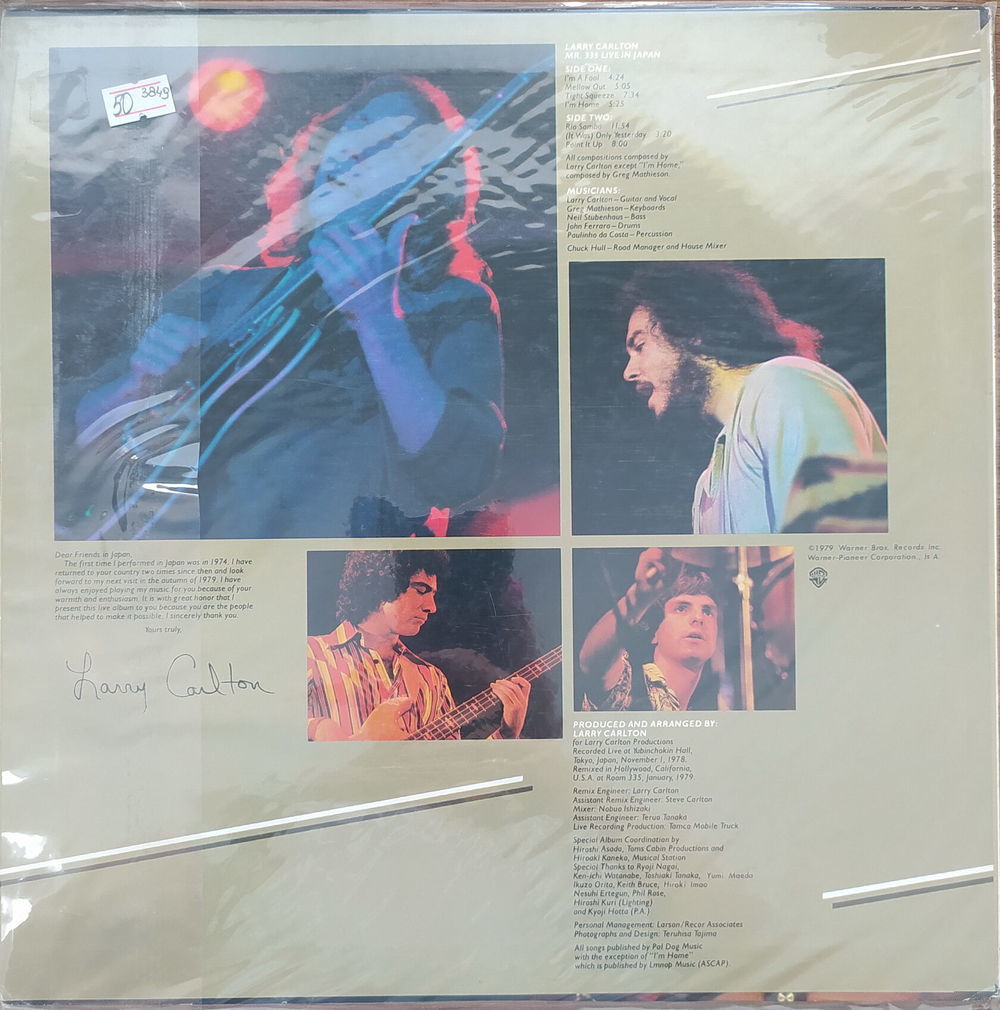 50 3849
LARRY CARLTON
MR. 335 LIVE IN JAPAN
SIDE ONE:
I'm A Fool 4:24
Mellow Out 5:05
Tight Squeeze 7:34
I'm Home 5:25
SIDE TWO:
Rio Samba 11:54
(It Was) Only Yesterday 3:20
Point It Up 8:00
All compositions composed by
Larry Carlton except "I'm Home,"
composed by Greg Mathieson.
MUSICIANS:
Larry Carlton—Guitar and Vocal
Greg Mathieson—Keyboards
Neil Stubenhaus—Bass
John Ferraro—Drums
Paulinho da Costa—Percussion
Chuck Hull—Road Manager and House Mixer
Dear Friends in Japan,
The first time I performed in Japan was in 1974. I have
returned to your country two times since then and look
forward to my next visit in the autumn of 1979. I have
always enjoyed playing my music for you because of your
warmth and enthusiasm. It is with great honor that I
present this live album to you because you are the people
that helped to make it possible. I sincerely thank you.
Yours truly,
Larry Carlton
©1979 Warner Bros. Records Inc.
Warner-Pioneer Corporation., Is A.
PRODUCED AND ARRANGED BY:
LARRY CARLTON
for Larry Carlton Productions
Recorded Live at Yubinchokin Hall,
Tokyo, Japan, November 1, 1978.
Remixed in Hollywood, California,
U.S.A. at Room 335, January, 1979.
Remix Engineer: Larry Carlton
Assistant Remix Engineer: Steve Carlton
Mixer: Nobuo Ishizaki
Assistant Engineer: Teruo Tanaka
Live Recording Production: Tamco Mobile Truck
Special Album Coordination by
Hiroshi Asada, Toms Cabin Productions and
Hiroaki Kaneko, Musical Station
Special Thanks to Ryoji Nagai,
Ken-ichi Watanabe, Toshiaki Tanaka, Yumi Maeda
Ikuzo Orita, Keith Bruce, Hiroki Imao
Nesuhi Ertegun, Phil Rose,
Hiroshi Kuri (Lighting)
and Kyoji Hotta (P.A.)
Personal Management: Larson/Recor Associates
Photographs and Design: Teruhisa Tajima
All songs published by Pal Dog Music
with the exception of "I'm Home"
which is published by Lmnop Music (ASCAP).